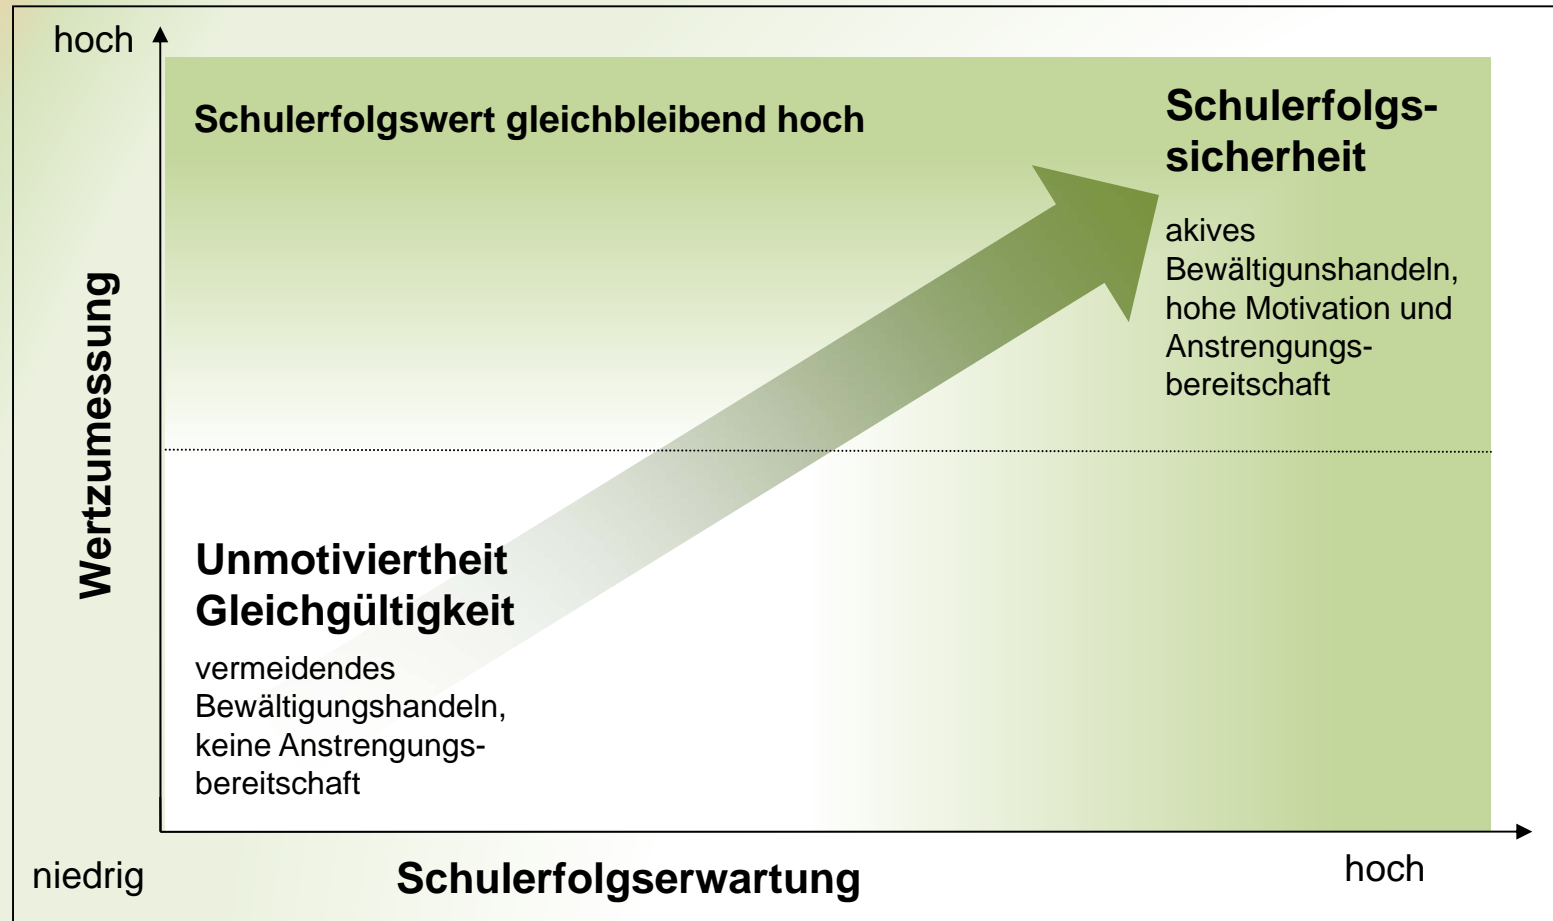 hoch
Schulerfolgswert gleichbleibend hoch
Schulerfolgs-
sicherheit
akives
Bewältigunshandeln,
hohe Motivation und
Anstrengungs-
bereitschaft
Wertzumessung
Unmotiviertheit
Gleichgültigkeit
vermeidendes
Bewältigungshandeln,
keine Anstrengungs-
bereitschaft
niedrig
Schulerfolgserwartung
hoch